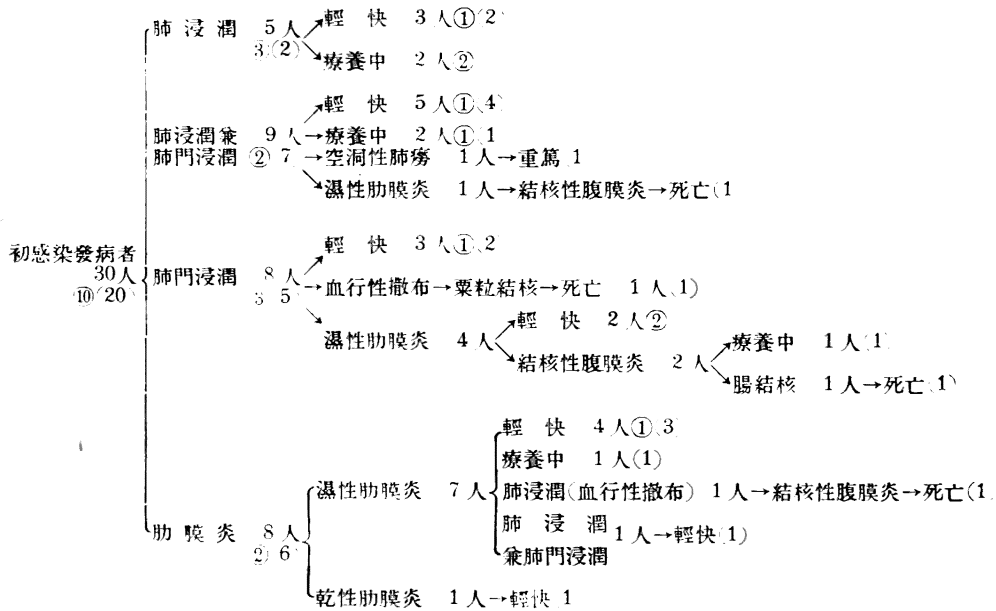 肺浸潤 5人→輕快 3人①(2)
③(2)→療養中 2人②
→輕快 5人①(4)
肺浸潤兼 9人→療養中 2人①(1
肺門浸潤 ②(7)→空洞性肺癆 1人→重篤(1
→濕性肋膜炎 1人→結核性腹膜炎→死亡(1
→輕快 3人①(2)
初感染發病者
30人
⑩(20)
肺門浸潤 8人
③(5)→血行性撒布→粟粒結核→死亡 1人(1)
→輕快 2人②
→濕性肋膜炎 4人
→療養中 1人(1)
→結核性腹膜炎 2人
→腸結核 1人→死亡(1)
輕快 4人①(3)
療養中 1人(1)
濕性肋膜炎 7人
肺浸潤(血行性撒布) 1人→結核性腹膜炎→死亡(1
肺浸潤
1人→輕快(1)
兼肺門浸潤
肋膜炎 8人
②(6)
乾性肋膜炎 1人→輕快①